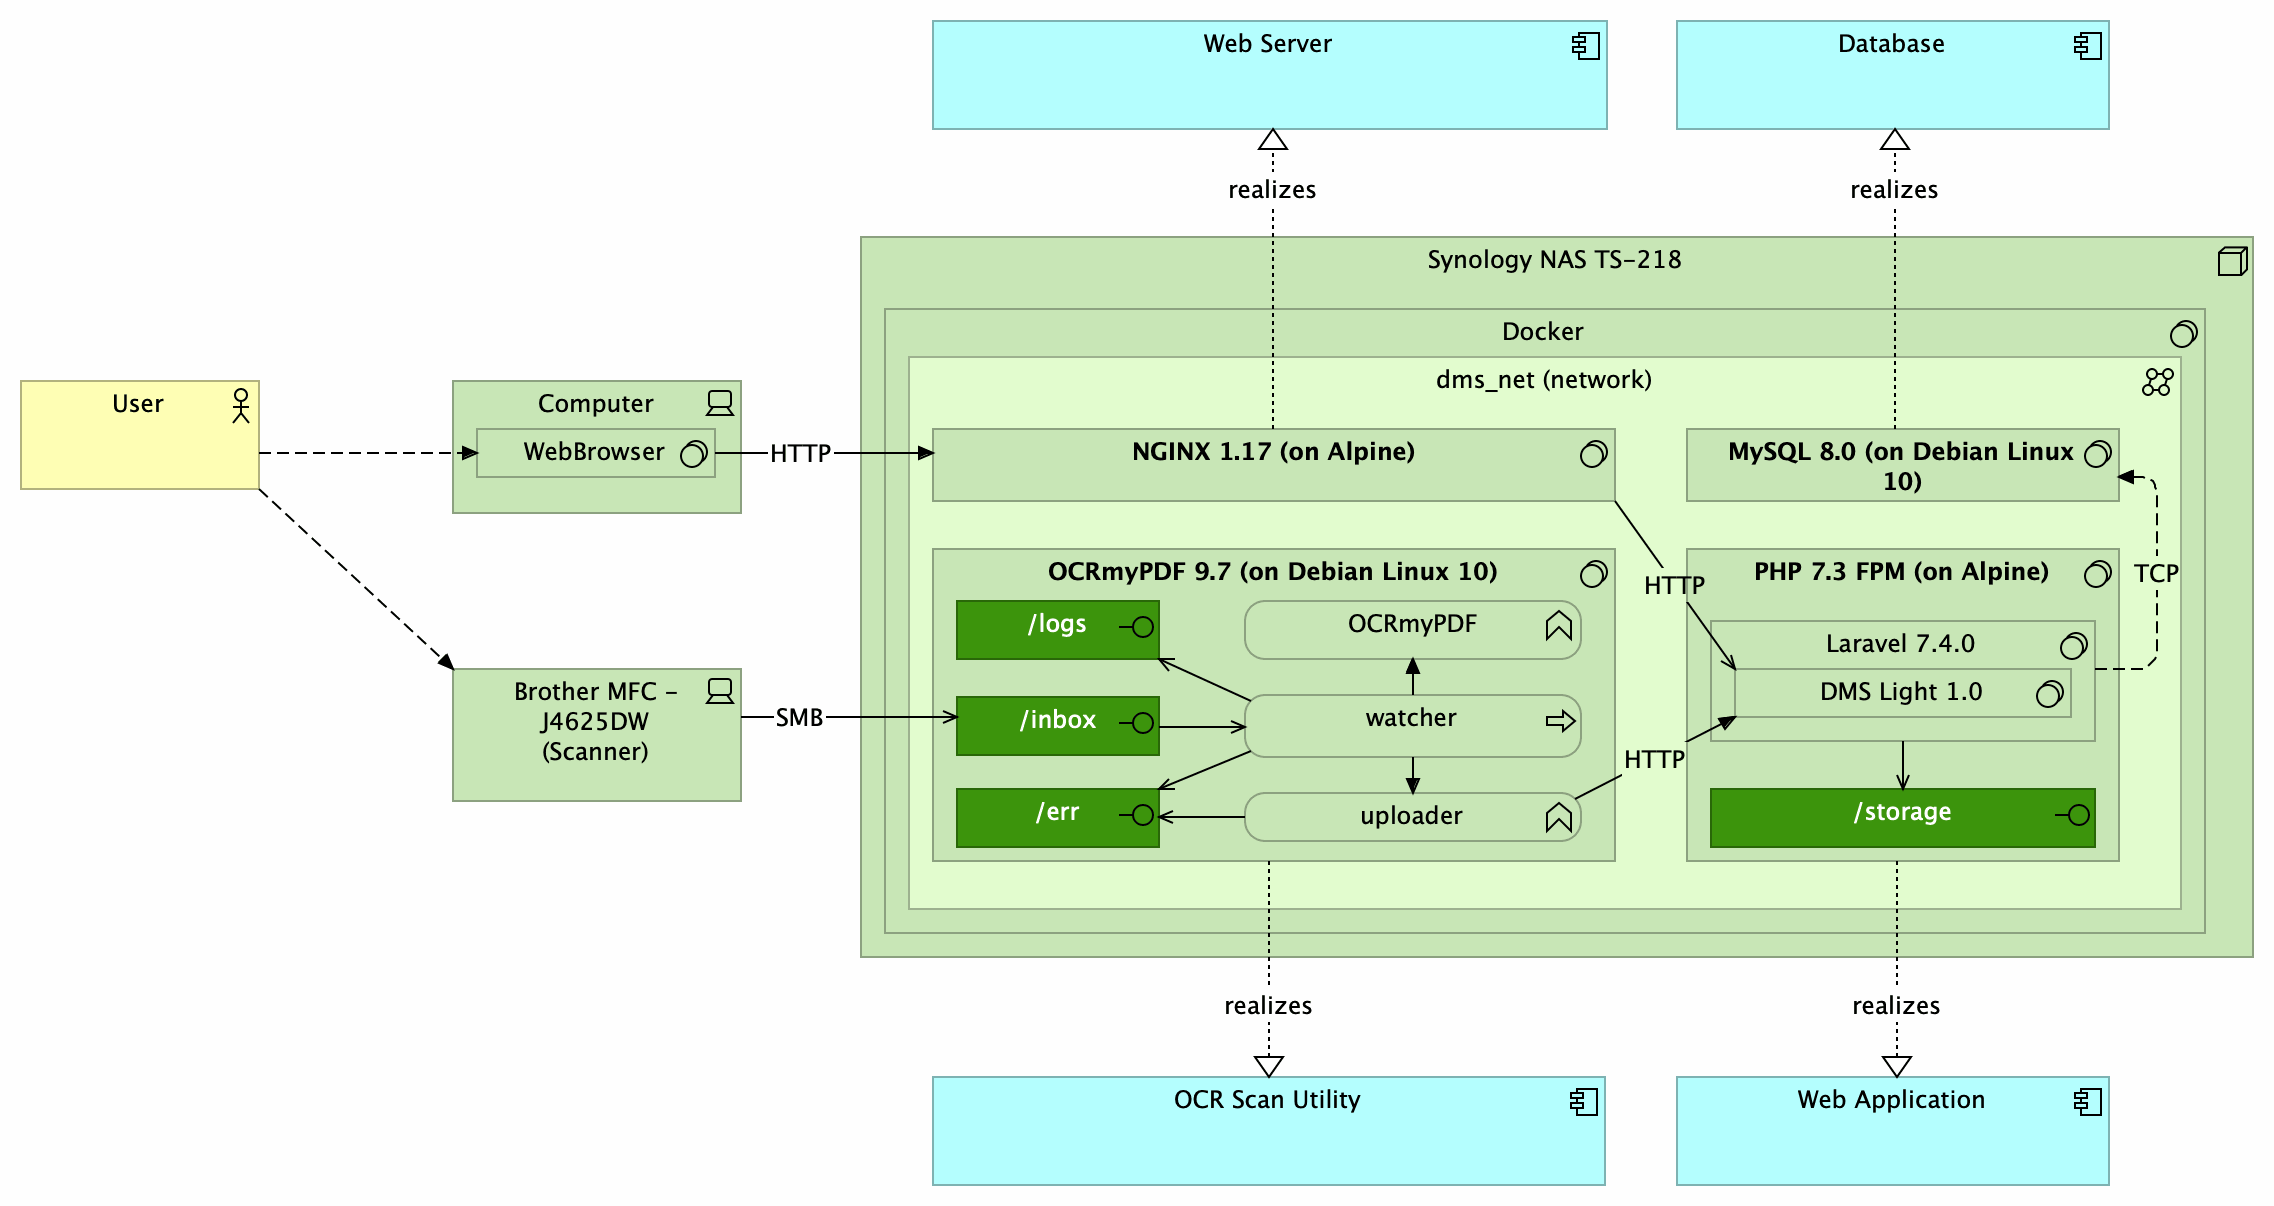 Web Server
Database
realizes
realizes
Synology NAS TS-218
Docker
dms_net (network)
User
Computer
WebBrowser
HTTP
NGINX 1.17 (on Alpine)
MySQL 8.0 (on Debian Linux
10)
OCRmyPDF 9.7 (on Debian Linux 10)
HTTP
PHP 7.3 FPM (on Alpine)
TCP
/logs
OCRmyPDF
Laravel 7.4.0
Brother MFC -
J4625DW
(Scanner)
SMB
/inbox
watcher
DMS Light 1.0
HTTP
/err
uploader
/storage
realizes
realizes
OCR Scan Utility
Web Application